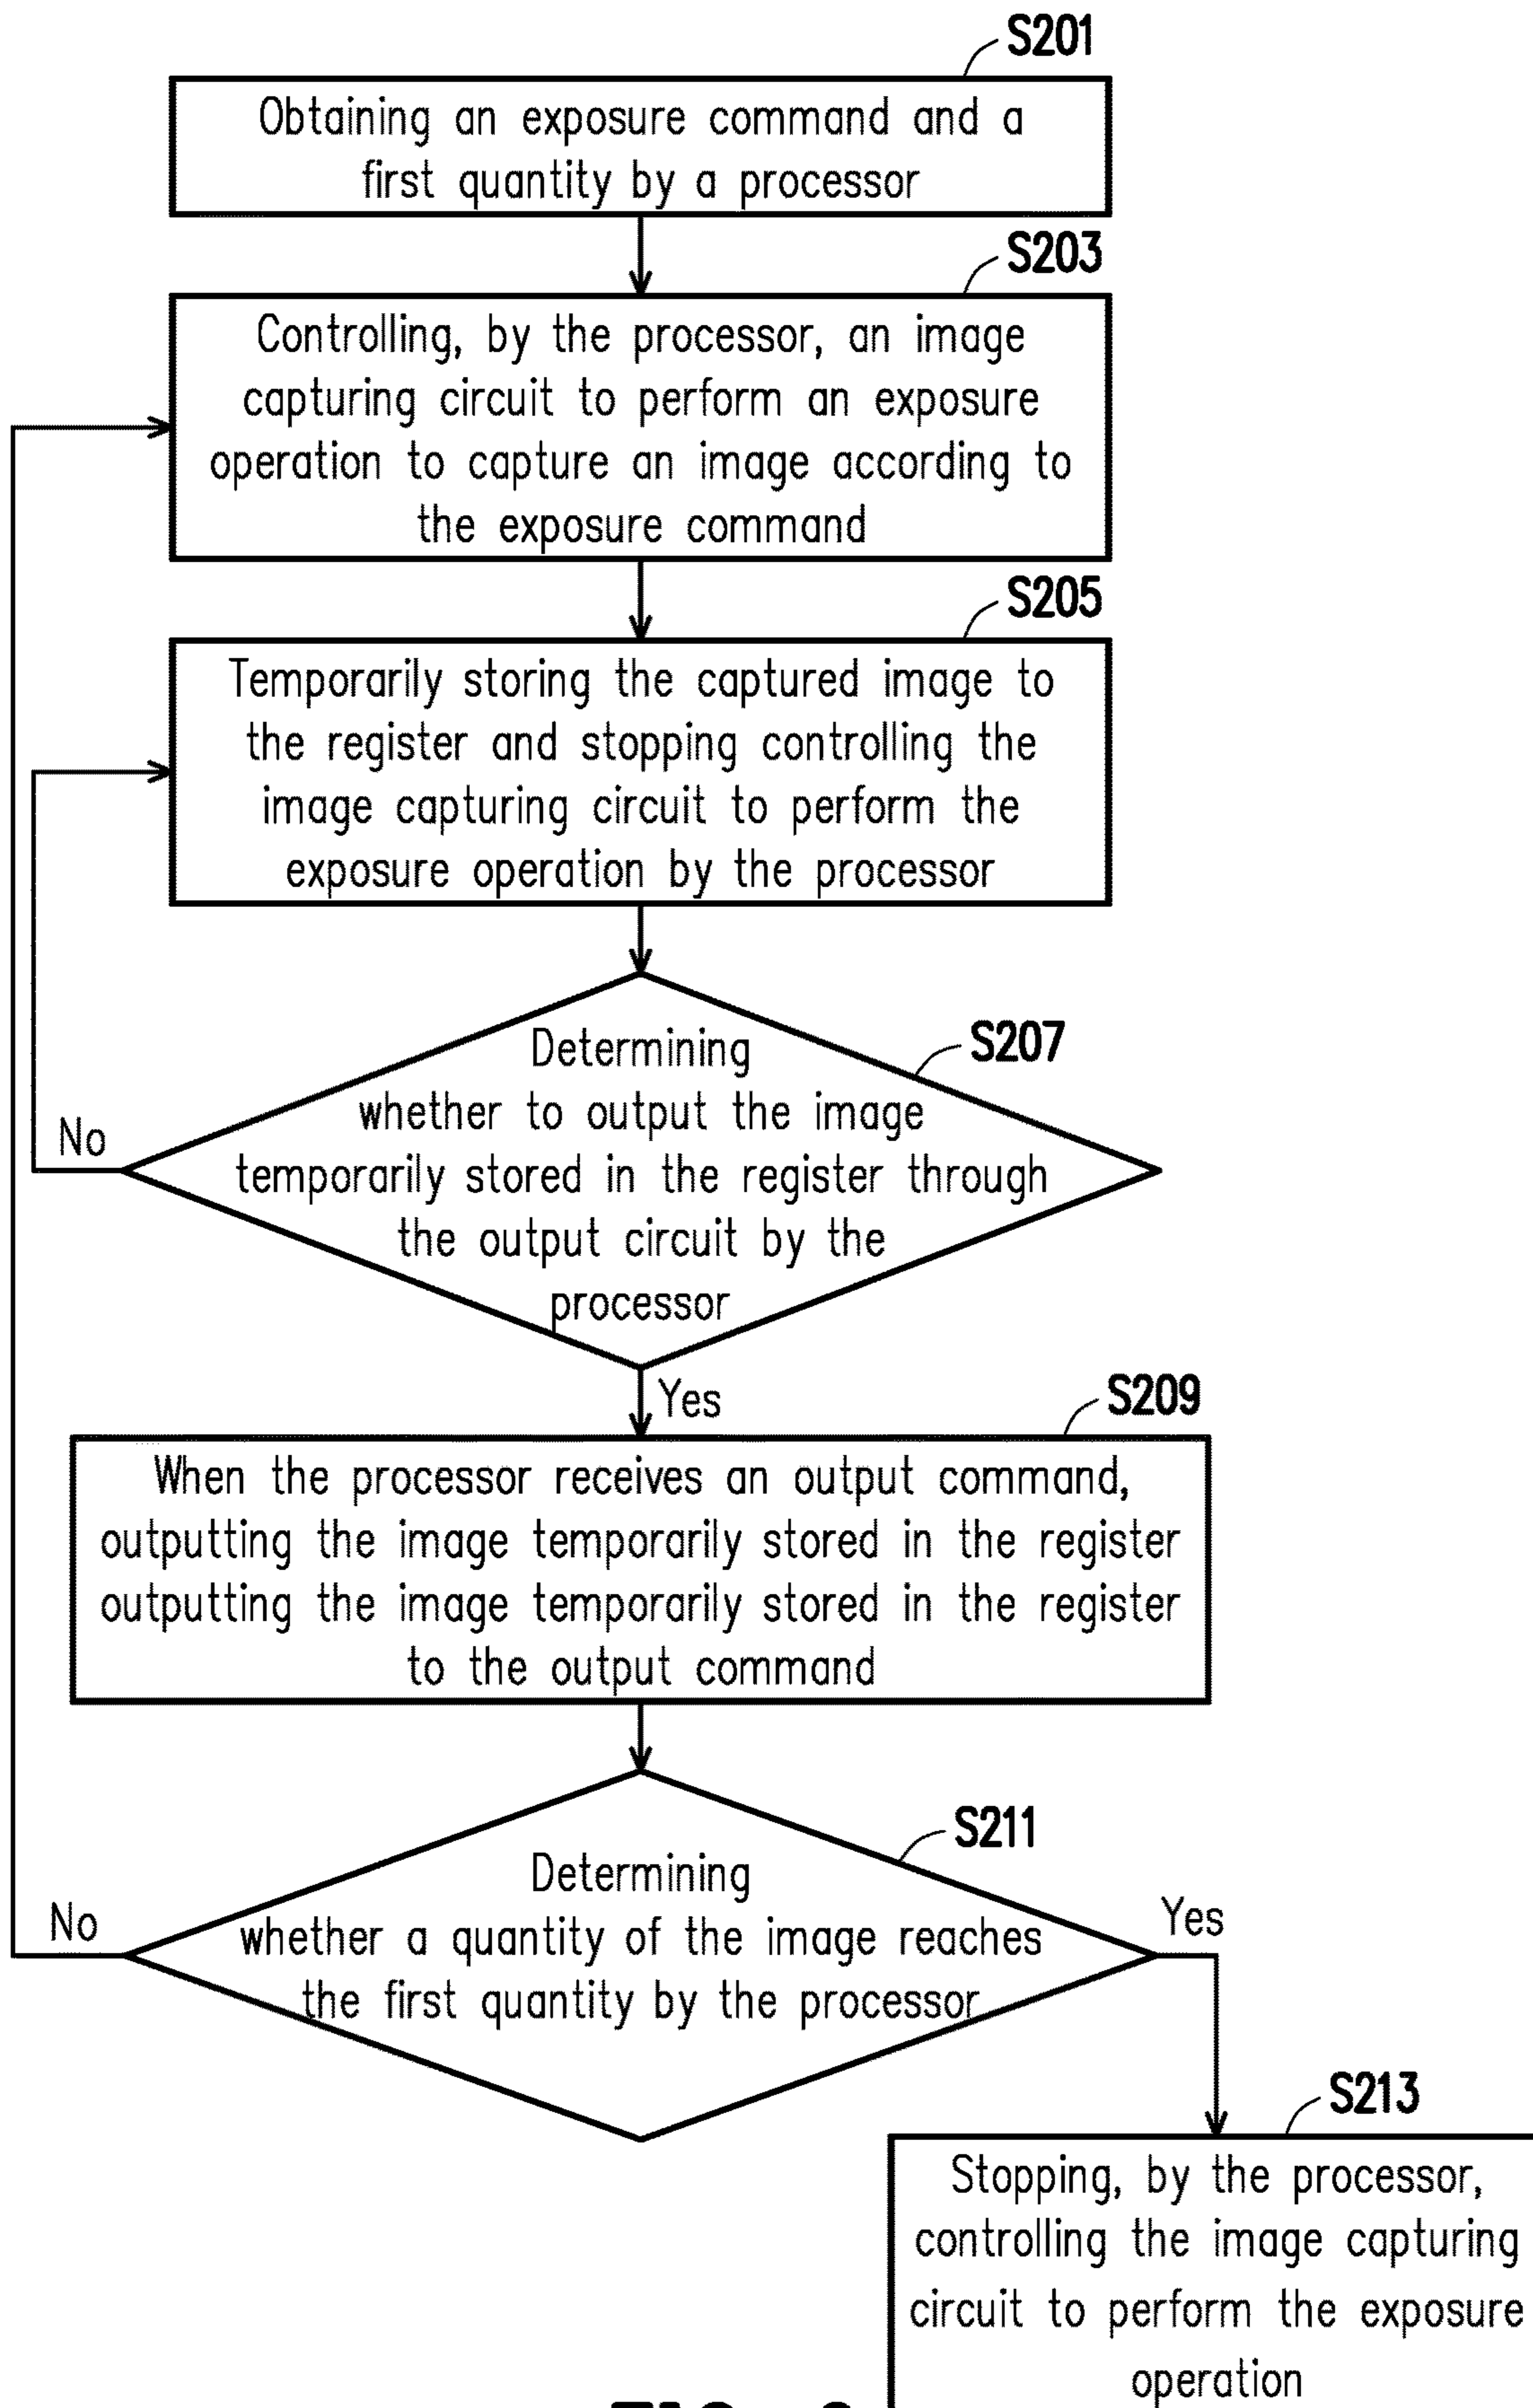 S201
Obtaining an exposure command and a
first quantity by a processor
S203
Controlling, by the processor, an image
capturing circuit to perform an exposure
operation to capture an image according to
the exposure command
S205
Temporarily storing the captured image to
the register and stopping controlling the
image capturing circuit to perform the
exposure operation by the processor
S207
Determining
whether to output the image
temporarily stored in the register through
the output circuit by the
processor
No
Yes
S209
When the processor receives an output command,
outputting the image temporarily stored in the register
outputting the image temporarily stored in the register
to the output command
S211
Determining
whether a quantity of the image reaches
the first quantity by the processor
No
Yes
S213
Stopping, by the processor,
controlling the image capturing
circuit to perform the exposure
operation